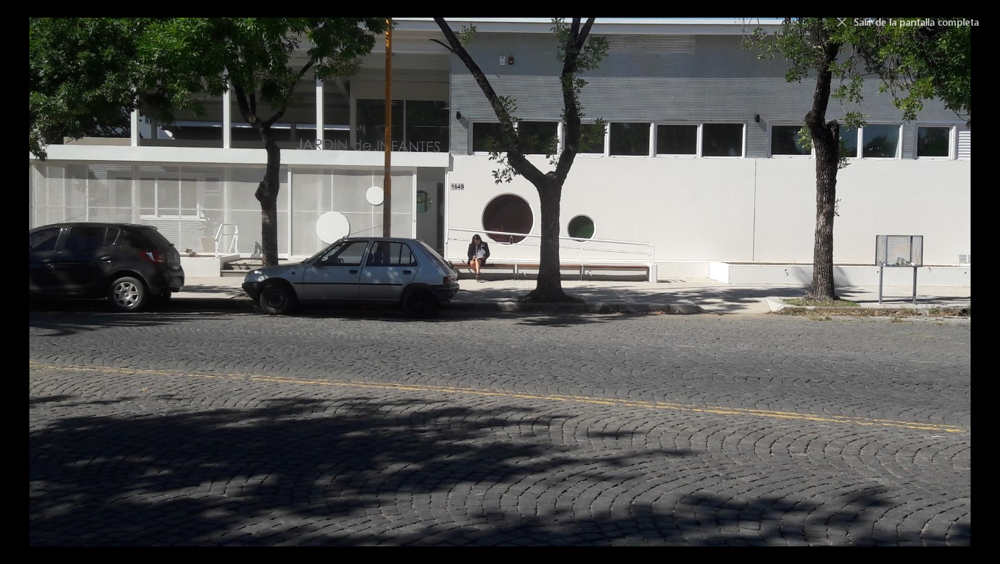 Salir de la pantalla completa
JARDIN de INFANTES
1649